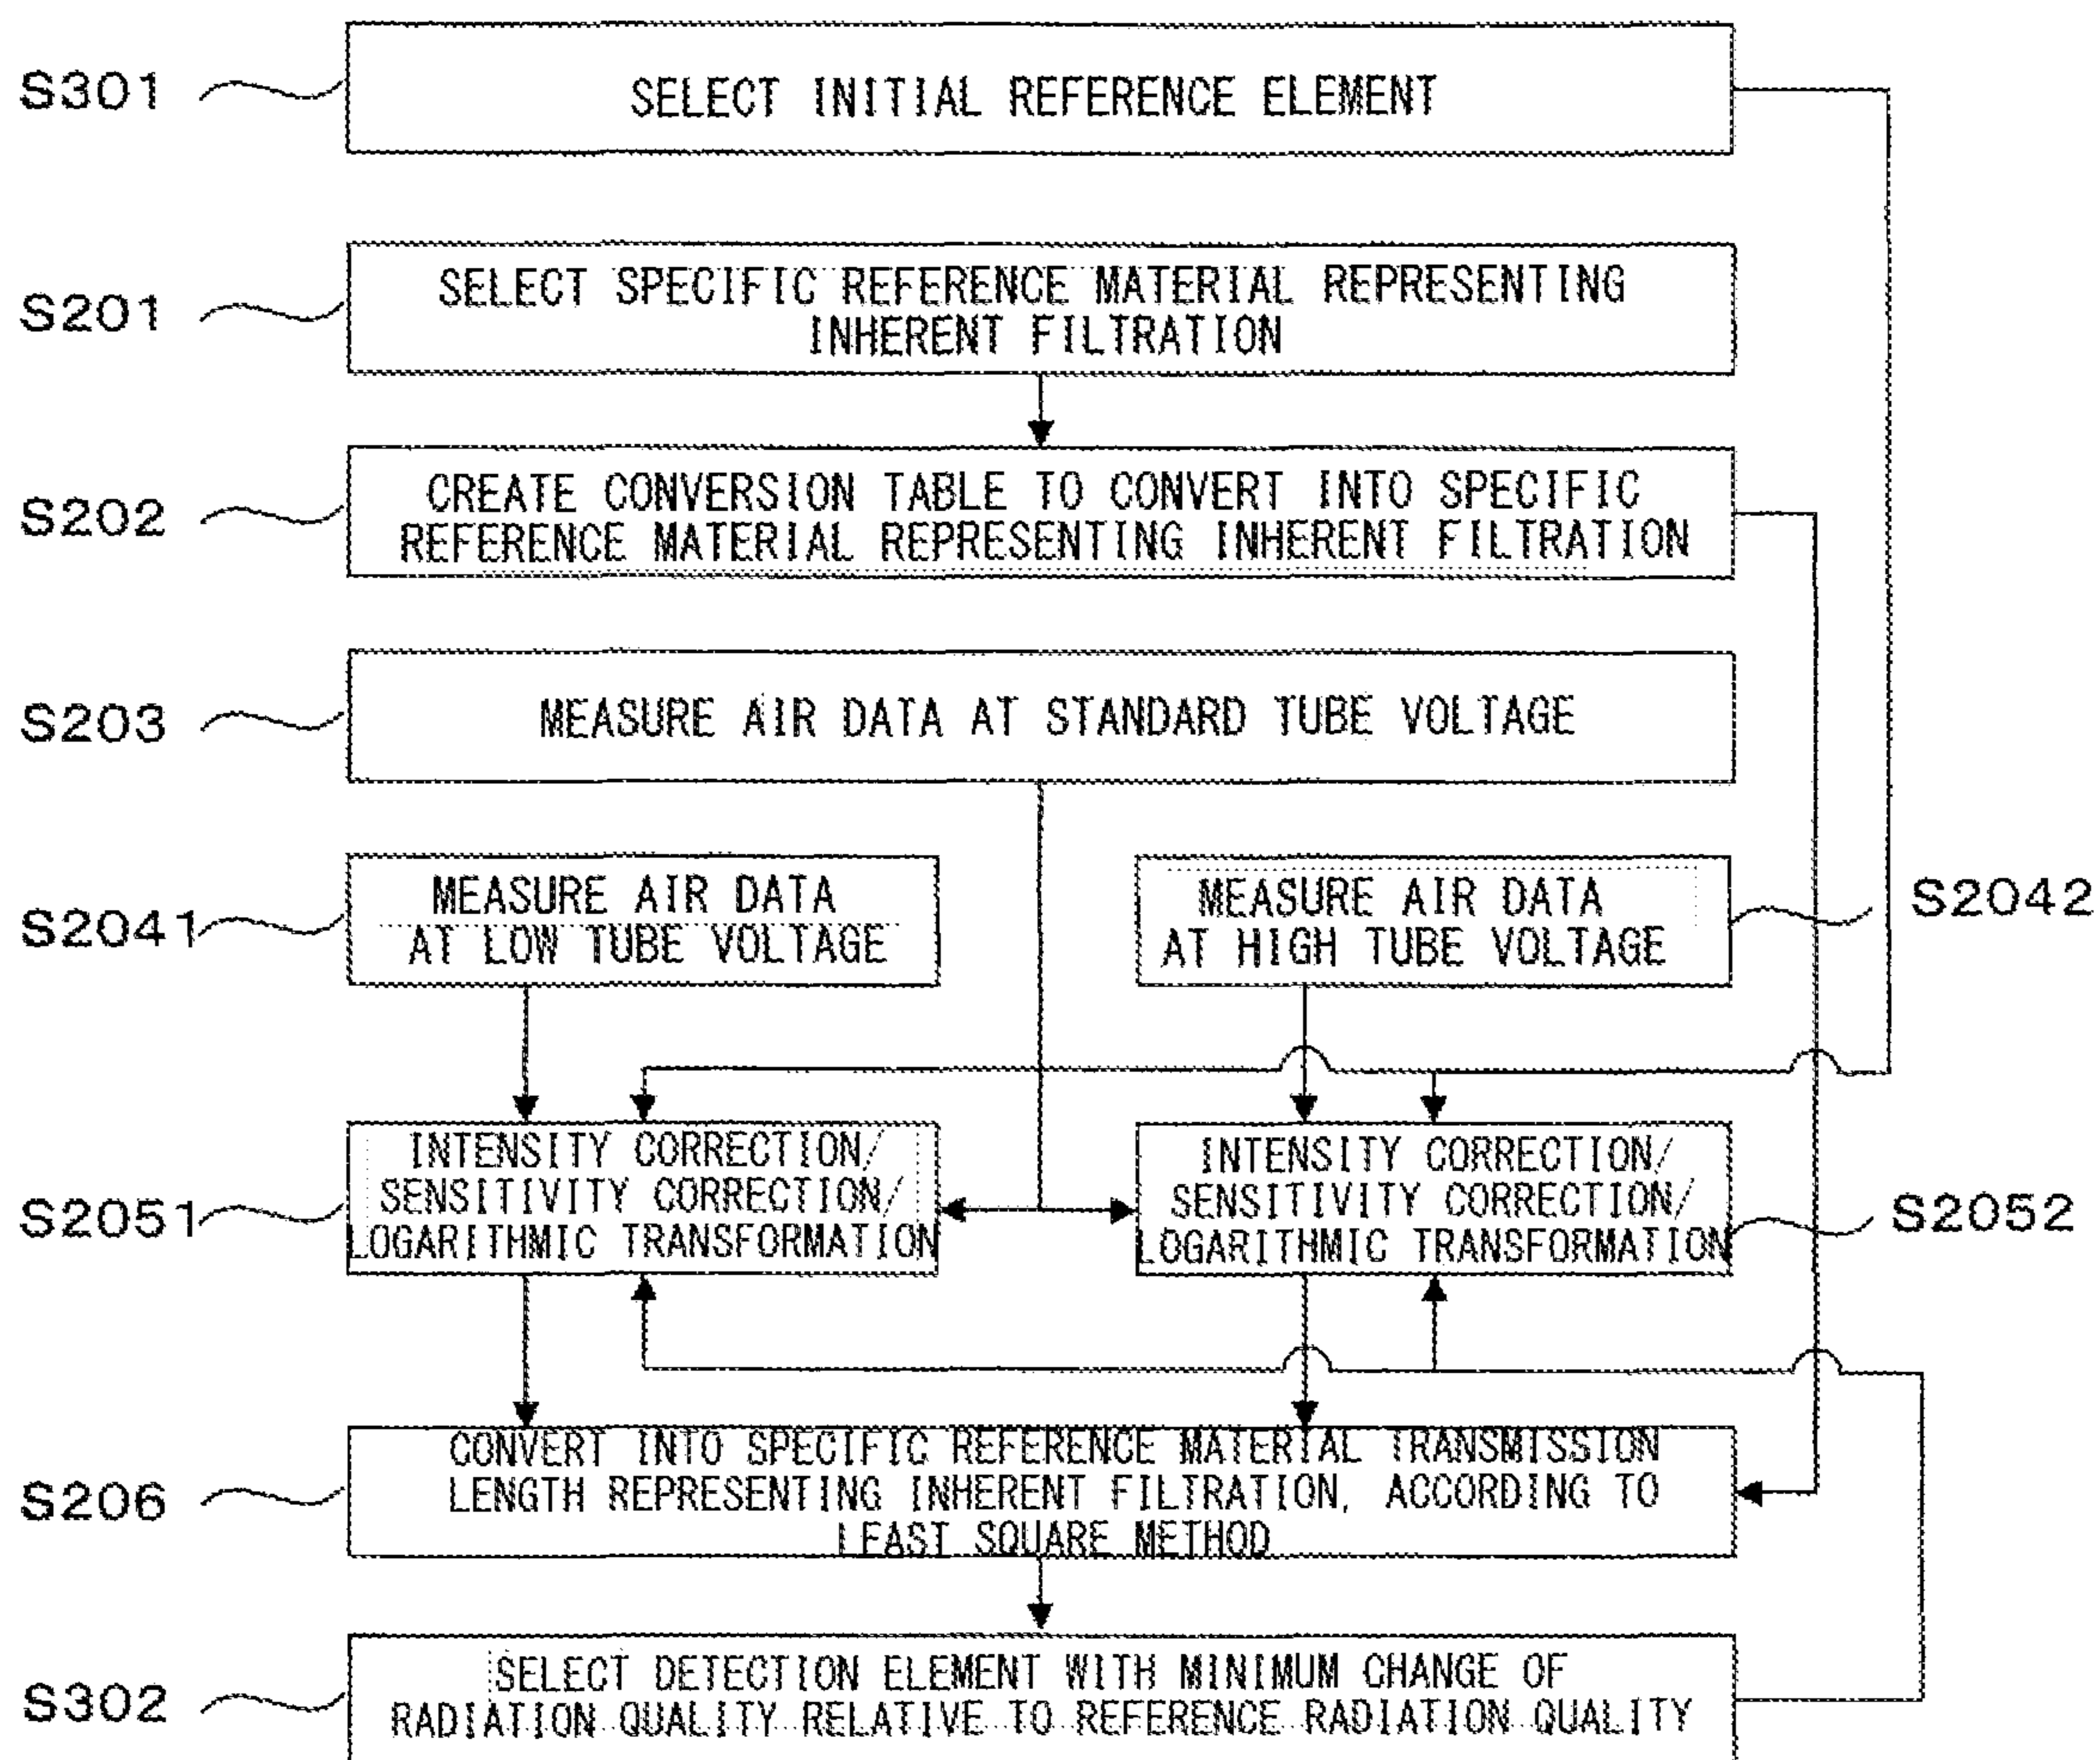 S301
SELECT INITIAL REFERENCE ELEMENT
S201
SELECT SPECIFIC REFERENCE MATERIAL REPRESENTING
INHERENT FILTRATION
S202
CREATE CONVERSION TABLE TO CONVERT INTO SPECIFIC
REFERENCE MATERIAL REPRESENTING INHERENT FILTRATION
S203
MEASURE AIR DATA AT STANDARD TUBE VOLTAGE
S2041
MEASURE AIR DATA
AT LOW TUBE VOLTAGE
MEASURE AIR DATA
AT HIGH TUBE VOLTAGE
S2042
S2051
INTENSITY CORRECTION/
SENSITIVITY CORRECTION/
LOGARITHMIC TRANSFORMATION
INTENSITY CORRECTION/
SENSITIVITY CORRECTION/
LOGARITHMIC TRANSFORMATION
S2052
S206
CONVERT INTO SPECIFIC REFERENCE MATERIAL TRANSMISSION
LENGTH REPRESENTING INHERENT FILTRATION, ACCORDING TO
LEAST SQUARE METHOD
S302
SELECT DETECTION ELEMENT WITH MINIMUM CHANGE OF
RADIATION QUALITY RELATIVE TO REFERENCE RADIATION QUALITY